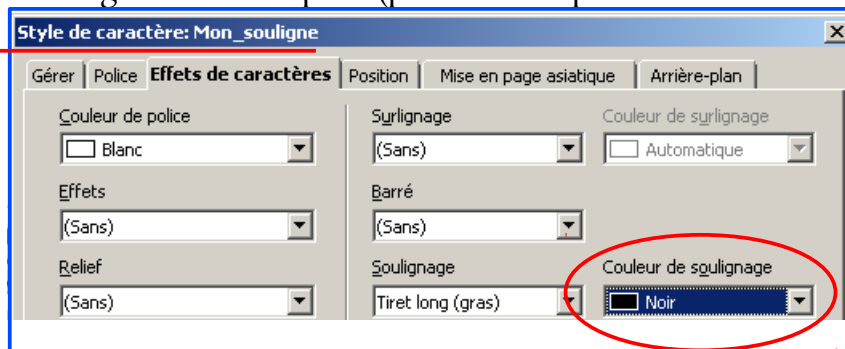 Style de caractère: Mon_souligne
Gérer Police Effets de caractères Position Mise en page asiatique Arrière-plan
Couleur de police Surlignage Couleur de surlignage
Blanc (Sans) Automatique
Effets Barré
(Sans) (Sans)
Relief Soulignage Couleur de soulignage
(Sans) Tiret long (gras) Noir